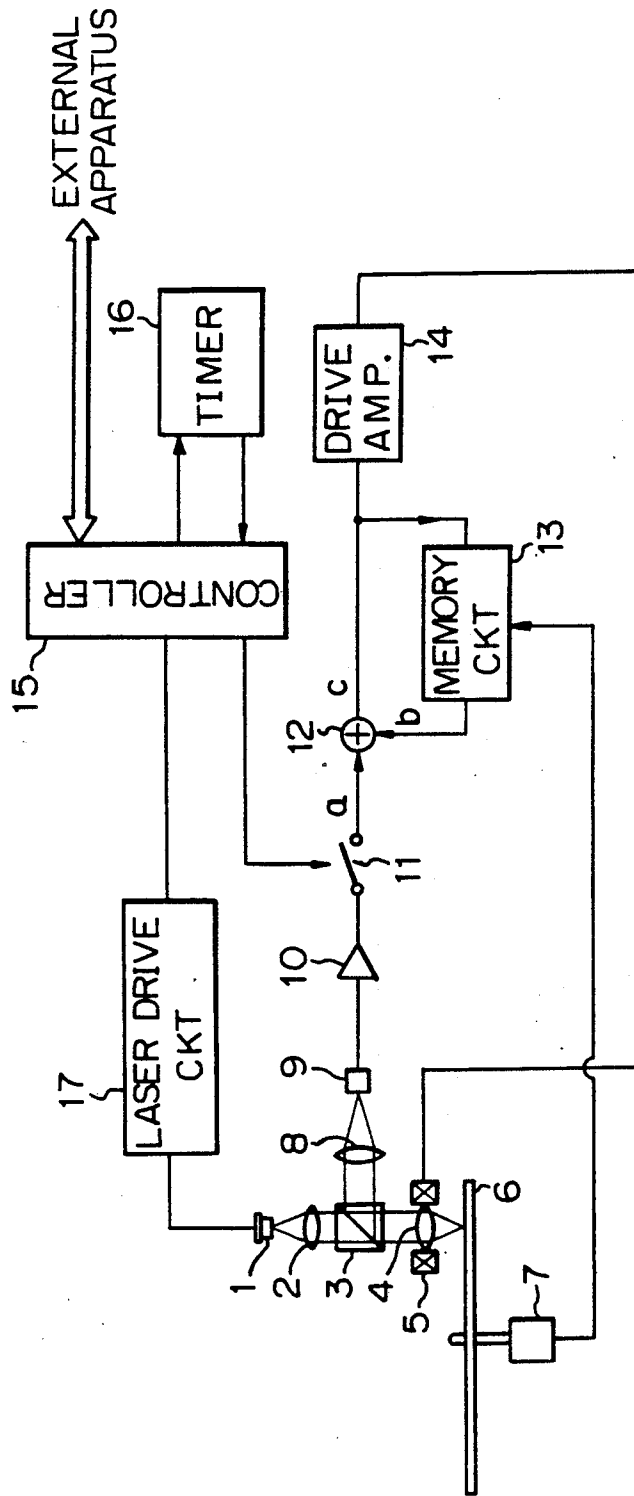 EXTERNAL
APPARATUS
15
CONTROLLER
16
TIMER
17
LASER DRIVE
CKT
1
2
3
4
5
6
7
8
9
10
11
a
12
b
c
MEMORY
CKT
13
DRIVE
AMP.
14